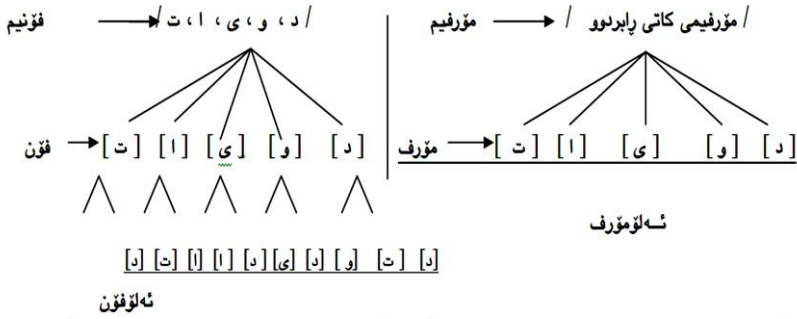 مۆرفیم / مۆرفیمی کاتی ڕابردوو /
مۆرف [ د ] [ و ] [ ی ] [ ا ] [ ت ]
ئەلۆمۆرف
فۆنیم / د ، و ، ی ، ا ، ت /
فۆن [ د ] [ و ] [ ی ] [ ا ] [ ت ]
[د] [ت] [و] [د] [ی] [د] [ا] [ا] [ت] [د]
ئەلۆفۆن